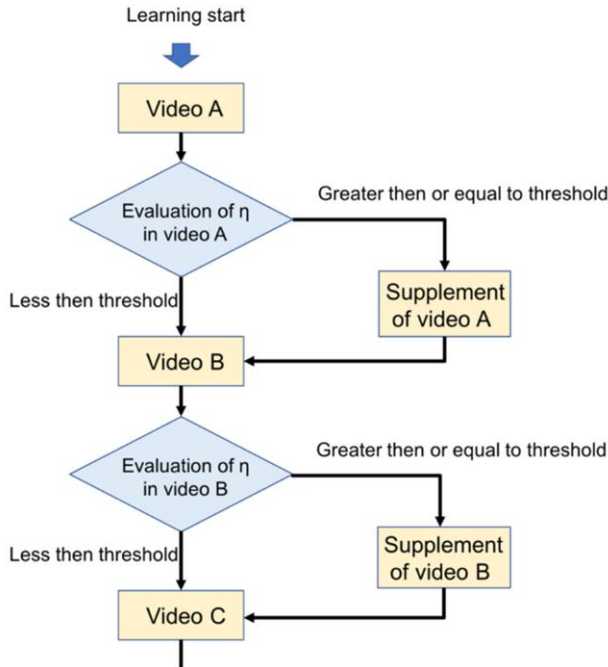 Learning start
Video A
Evaluation of η
in video A
Greater then or equal to threshold
Less then threshold
Supplement
of video A
Video B
Evaluation of η
in video B
Greater then or equal to threshold
Less then threshold
Supplement
of video B
Video C